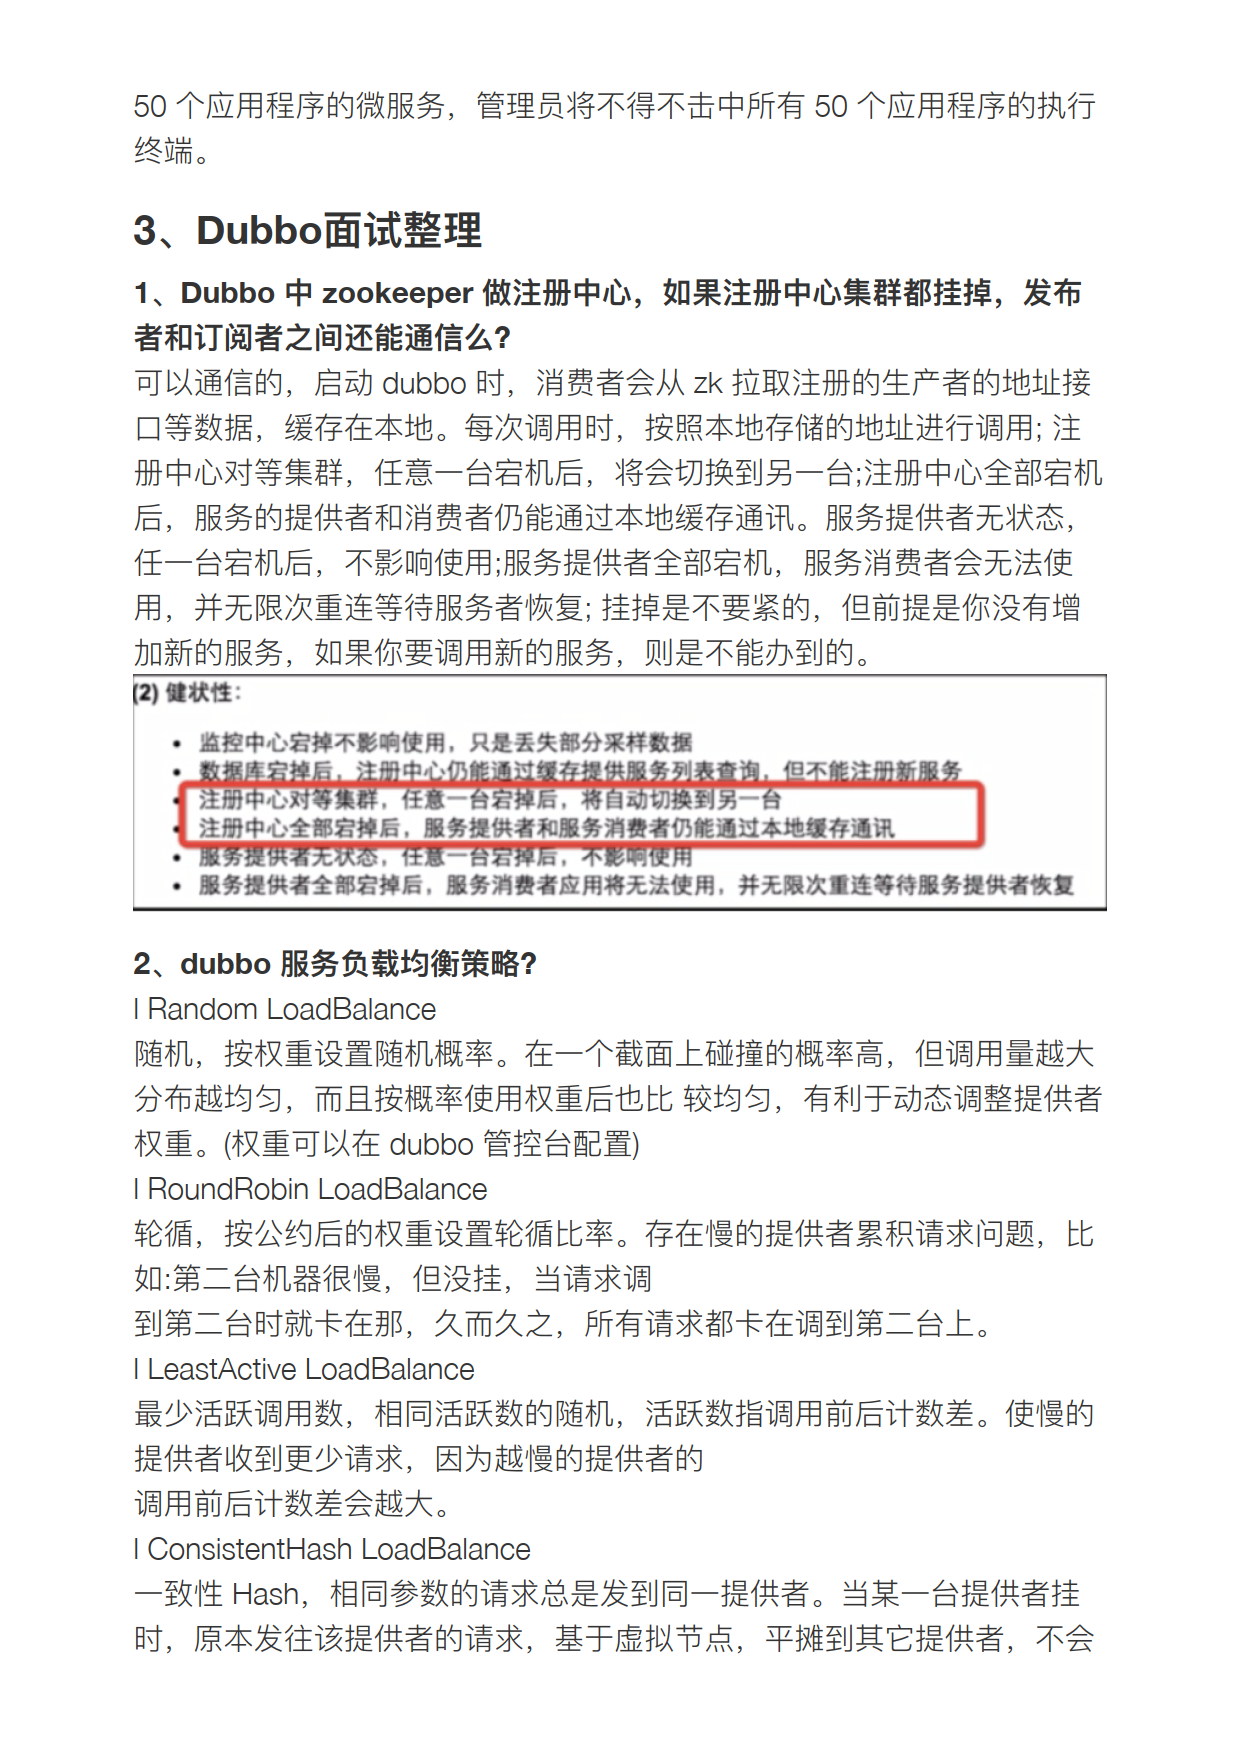 50 个应用程序的微服务，管理员将不得不击中所有 50 个应用程序的执行
终端。
3、Dubbo面试整理
1、Dubbo 中 zookeeper 做注册中心，如果注册中心集群都挂掉，发布
者和订阅者之间还能通信么?
可以通信的，启动 dubbo 时，消费者会从 zk 拉取注册的生产者的地址接
口等数据，缓存在本地。每次调用时，按照本地存储的地址进行调用; 注
册中心对等集群，任意一台宕机后，将会切换到另一台;注册中心全部宕机
后，服务的提供者和消费者仍能通过本地缓存通讯。服务提供者无状态，
任一台宕机后，不影响使用;服务提供者全部宕机，服务消费者会无法使
用，并无限次重连等待服务者恢复; 挂掉是不要紧的，但前提是你没有增
加新的服务，如果你要调用新的服务，则是不能办到的。
(2) 健状性：
• 监控中心宕掉不影响使用，只是丢失部分采样数据
• 数据库宕掉后，注册中心仍能通过缓存提供服务列表查询，但不能注册新服务
• 注册中心对等集群，任意一台宕掉后，将自动切换到另一台
• 注册中心全部宕掉后，服务提供者和服务消费者仍能通过本地缓存通讯
• 服务提供者无状态，任意一台宕掉后，不影响使用
• 服务提供者全部宕掉后，服务消费者应用将无法使用，并无限次重连等待服务提供者恢复
2、dubbo 服务负载均衡策略?
l Random LoadBalance
随机，按权重设置随机概率。在一个截面上碰撞的概率高，但调用量越大
分布越均匀，而且按概率使用权重后也比 较均匀，有利于动态调整提供者
权重。(权重可以在 dubbo 管控台配置)
l RoundRobin LoadBalance
轮循，按公约后的权重设置轮循比率。存在慢的提供者累积请求问题，比
如:第二台机器很慢，但没挂，当请求调
到第二台时就卡在那，久而久之，所有请求都卡在调到第二台上。
l LeastActive LoadBalance
最少活跃调用数，相同活跃数的随机，活跃数指调用前后计数差。使慢的
提供者收到更少请求，因为越慢的提供者的
调用前后计数差会越大。
l ConsistentHash LoadBalance
一致性 Hash，相同参数的请求总是发到同一提供者。当某一台提供者挂
时，原本发往该提供者的请求，基于虚拟节点，平摊到其它提供者，不会